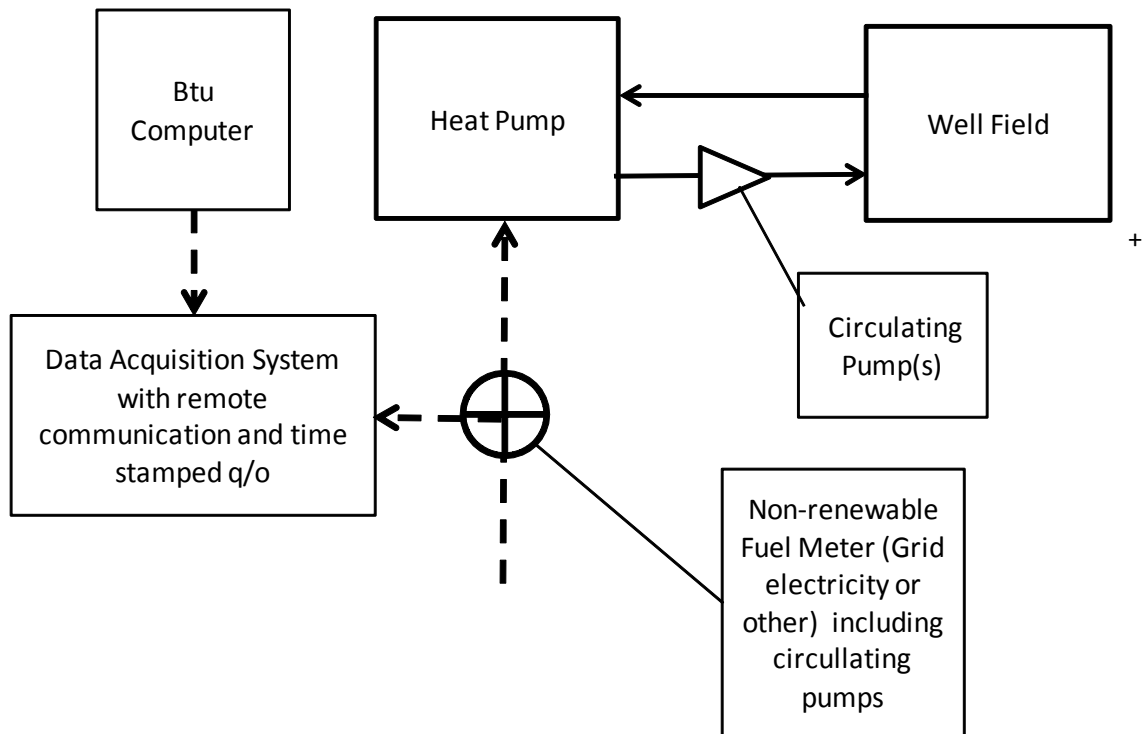 Btu
Computer
Heat Pump
Well Field
+
Circulating
Pump(s)
Data Acquisition System
with remote
communication and time
stamped q/o
Non-renewable
Fuel Meter (Grid
electricity or
other)  including
circullating
pumps